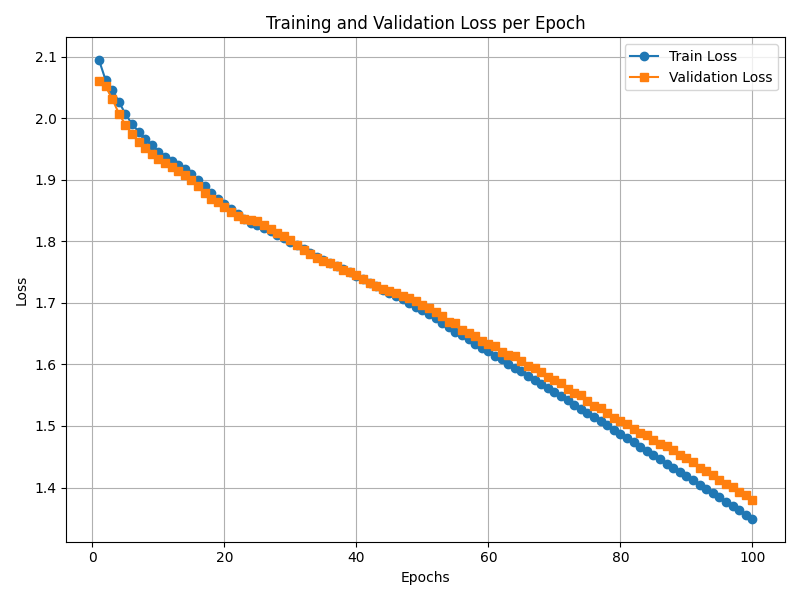 Training and Validation Loss per Epoch
Train Loss
Validation Loss
2.1
2.0
1.9
1.8
1.7
1.6
1.5
1.4
Loss
0 20 40 60 80 100
Epochs